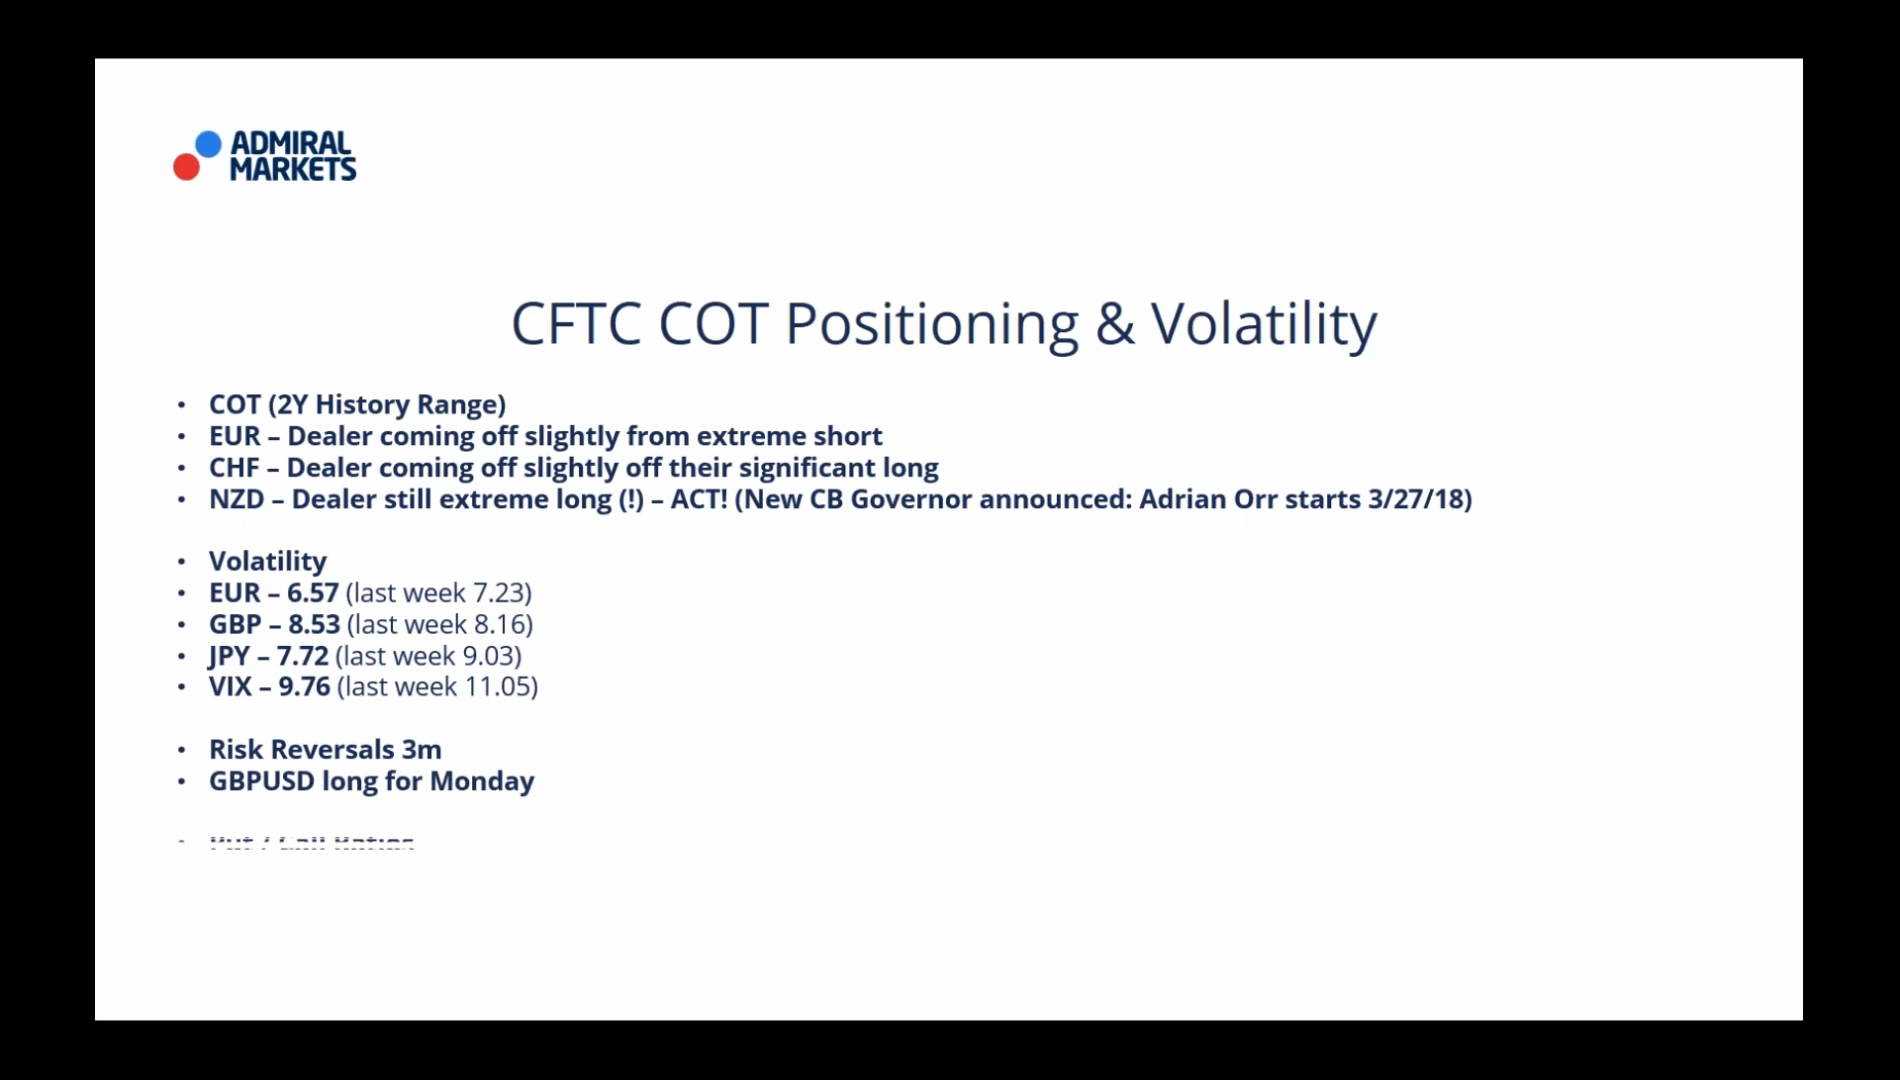 ADMIRAL
MARKETS
CFTC COT Positioning & Volatility
• COT (2Y History Range)
• EUR – Dealer coming off slightly from extreme short
• CHF – Dealer coming off slightly off their significant long
• NZD – Dealer still extreme long (!) – ACT! (New CB Governor announced: Adrian Orr starts 3/27/18)
• Volatility
• EUR – 6.57 (last week 7.23)
• GBP – 8.53 (last week 8.16)
• JPY – 7.72 (last week 9.03)
• VIX – 9.76 (last week 11.05)
• Risk Reversals 3m
• GBPUSD long for Monday